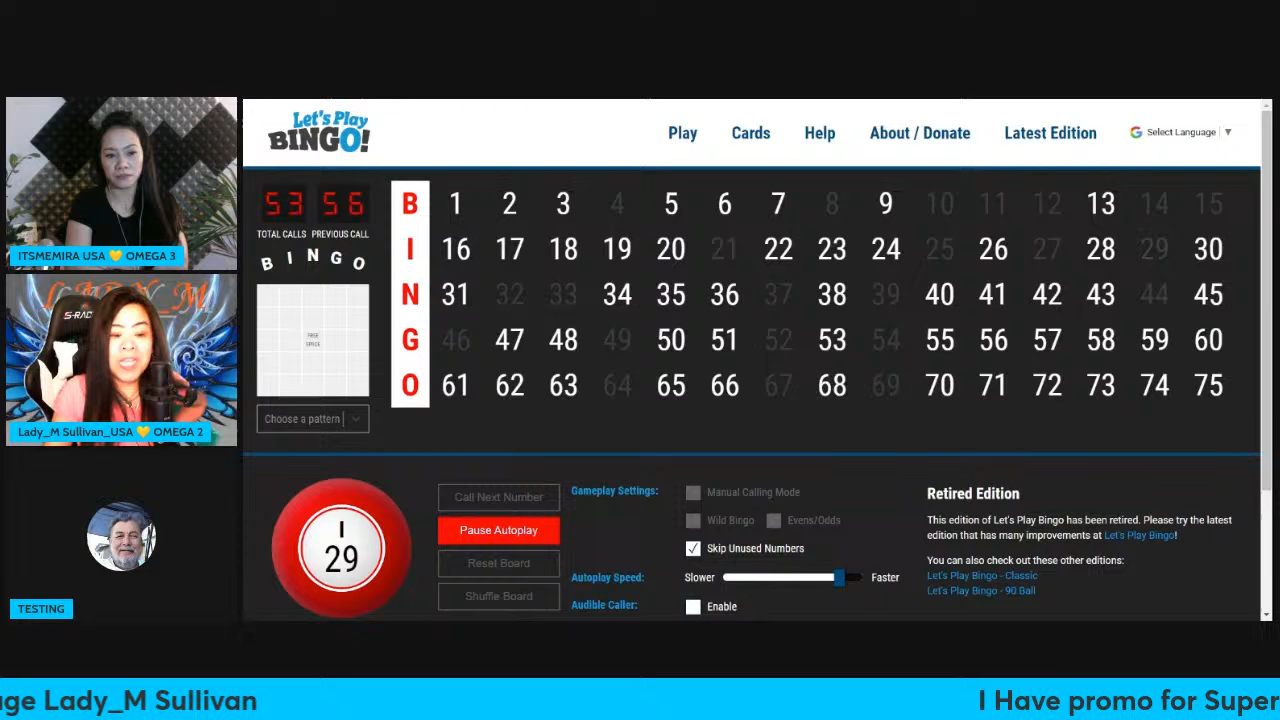 ITSMEMIRA USA 💛 OMEGA 3
S-RAC
Lady_M Sullivan_USA 💛 OMEGA 2
TESTING
Let's Play
BINGO!
Play Cards Help About / Donate Latest Edition Select Language ▼
53 56
TOTAL CALLS PREVIOUS CALL
B I N G O
FREE
SPACE
Choose a pattern
B 1 2 3 4 5 6 7 8 9 10 11 12 13 14 15
I 16 17 18 19 20 21 22 23 24 25 26 27 28 29 30
N 31 32 33 34 35 36 37 38 39 40 41 42 43 44 45
G 46 47 48 49 50 51 52 53 54 55 56 57 58 59 60
O 61 62 63 64 65 66 67 68 69 70 71 72 73 74 75
I
29
Call Next Number
Pause Autoplay
Reset Board
Shuffle Board
Gameplay Settings: Manual Calling Mode
Wild Bingo Evens/Odds
Skip Unused Numbers
Autoplay Speed: Slower Faster
Audible Caller: Enable
Retired Edition
This edition of Let's Play Bingo has been retired. Please try the latest
edition that has many improvements at Let's Play Bingo!
You can also check out these other editions:
Let's Play Bingo - Classic
Let's Play Bingo - 90 Ball
ge Lady_M Sullivan I Have promo for Super